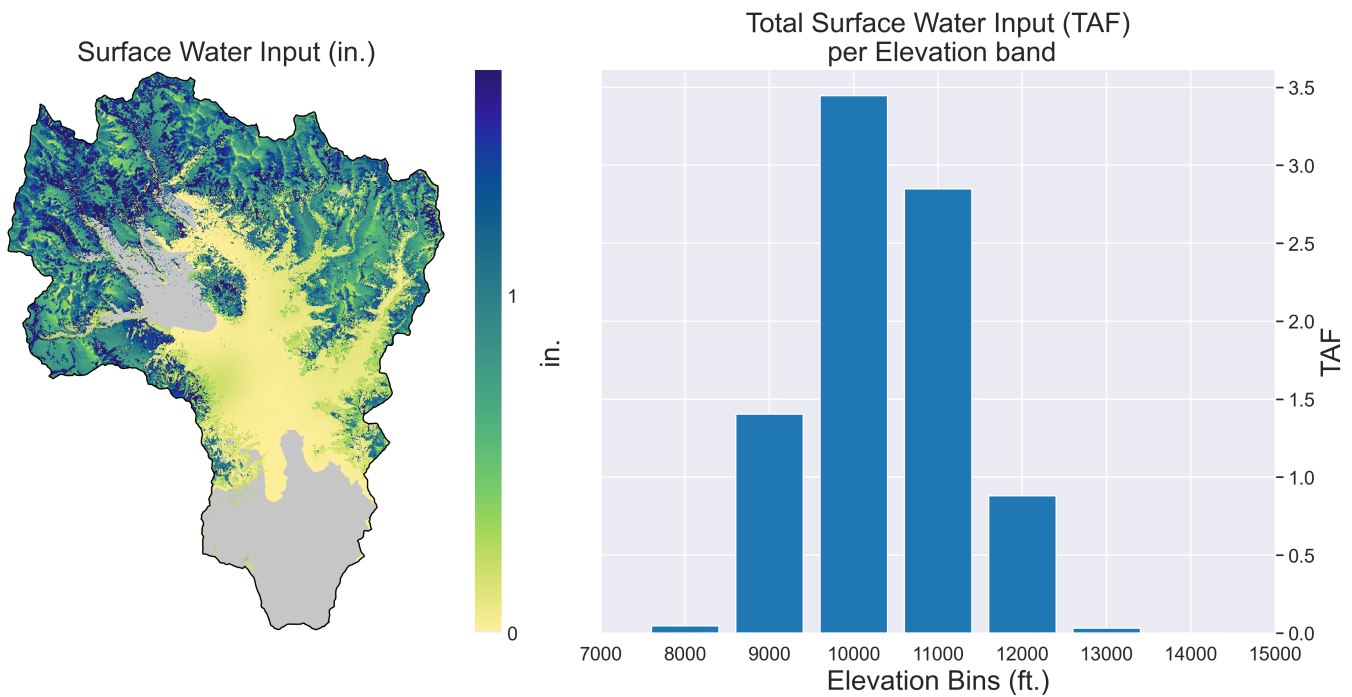 Surface Water Input (in.)
1
0
in.
Total Surface Water Input (TAF)
per Elevation band
3.5
3.0
2.5
2.0
1.5
1.0
0.5
0.0
TAF
7000 8000 9000 10000 11000 12000 13000 14000 15000
Elevation Bins (ft.)